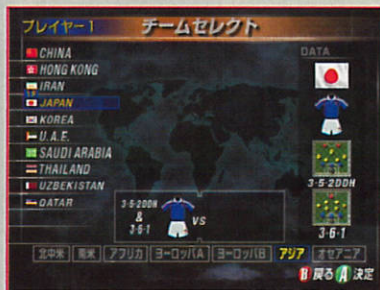 プレイヤー1
チームセレクト
CHINA
HONG KONG
IRAN
JAPAN
KOREA
U.A.E.
SAUDI ARABIA
THAILAND
UZBEKISTAN
QATAR
DATA
3-5-2DDH
3-6-1
3-5-2DDH
&
3-6-1
VS
北中米 南米 アフリカ ヨーロッパA ヨーロッパB アジア オセアニア
B 戻る A 決定